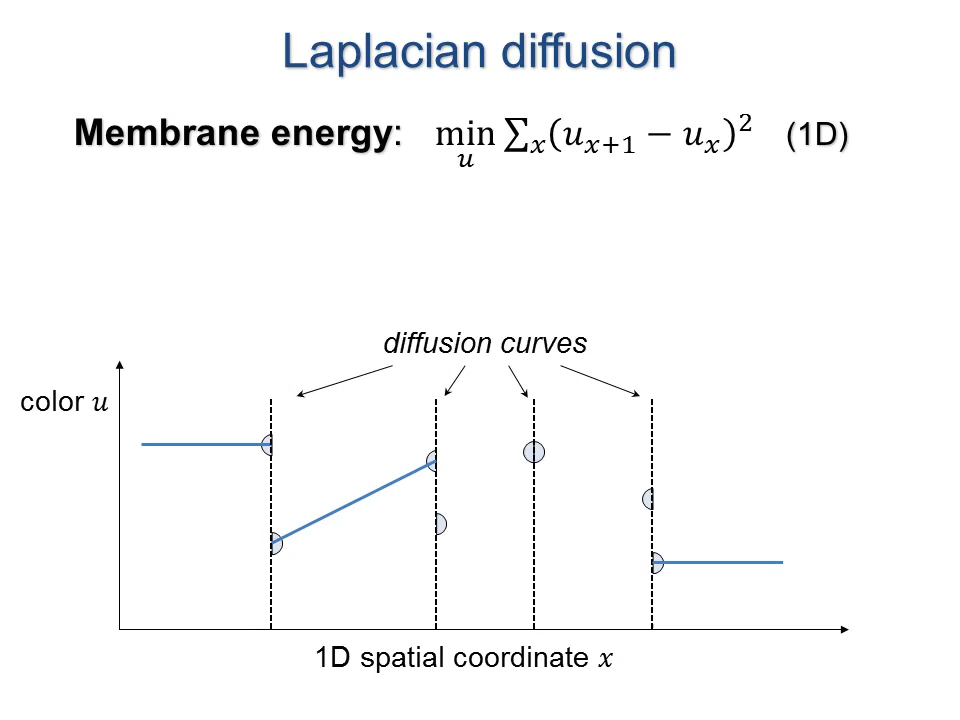 Laplacian diffusion
Membrane energy: min_u ∑_x(u_{x+1} − u_x)^2 (1D)
diffusion curves
color u
1D spatial coordinate x